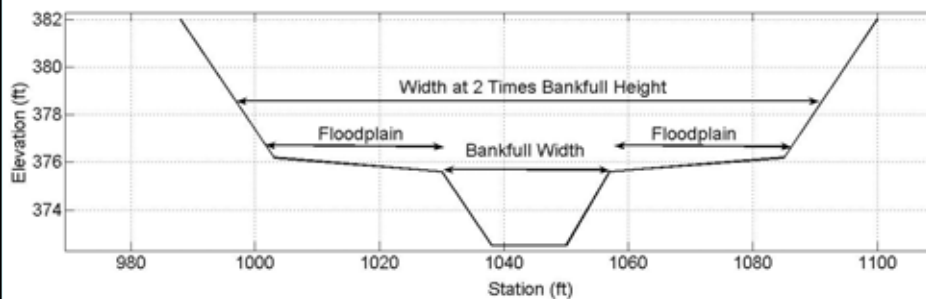 382
380
378
376
374
Elevation (ft)
Width at 2 Times Bankfull Height
Floodplain
Floodplain
Bankfull Width
980
1000
1020
1040
1060
1080
1100
Station (ft)